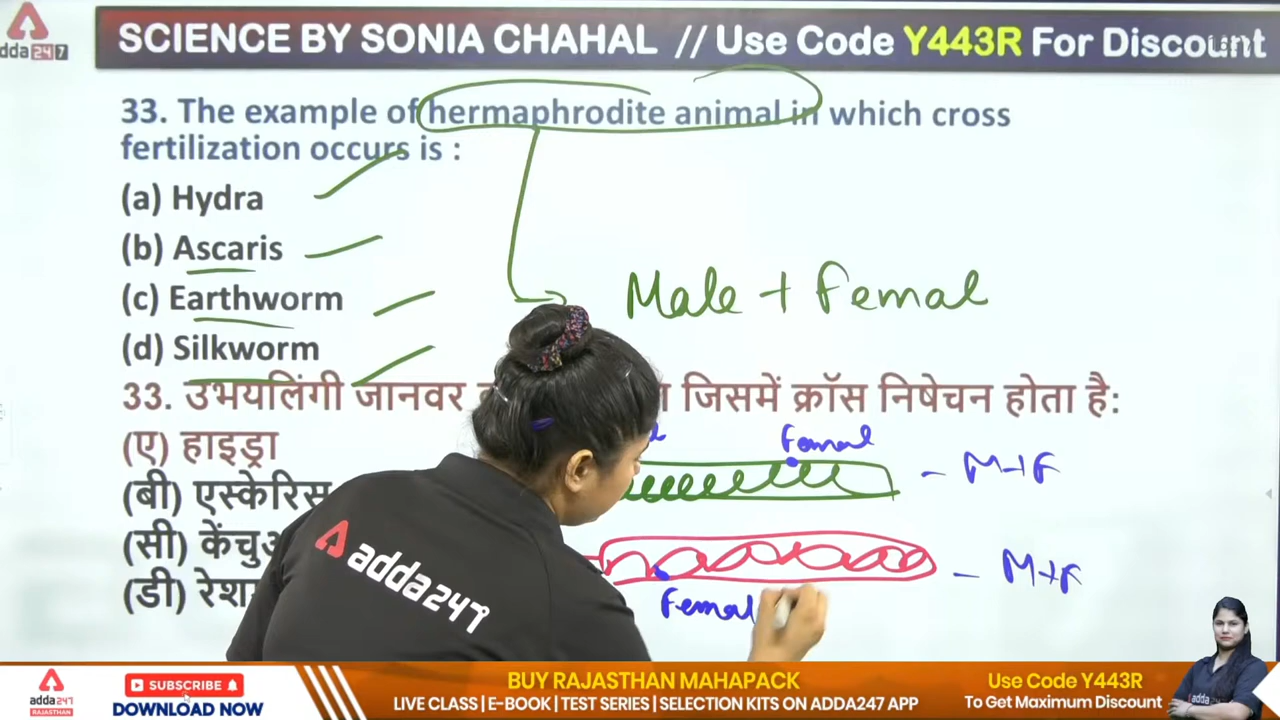 adda247
SCIENCE BY SONIA CHAHAL // Use Code Y443R For Discount
33. The example of hermaphrodite animal in which cross
fertilization occurs is :
(a) Hydra
(b) Ascaris
(c) Earthworm
(d) Silkworm
Male + Femal
33. उभयलिंगी जानवर जिसमें क्रॉस निषेचन होता है:
(ए) हाइड्रा
Femal
(बी) एस्केरिस
- M+F
(सी) केंचुअ
- M+F
(डी) रेश
Femal
adda247
adda247
RAJASTHAN
SUBSCRIBE
DOWNLOAD NOW
BUY RAJASTHAN MAHAPACK
LIVE CLASS | E-BOOK | TEST SERIES | SELECTION KITS ON ADDA247 APP
Use Code Y443R
To Get Maximum Discount